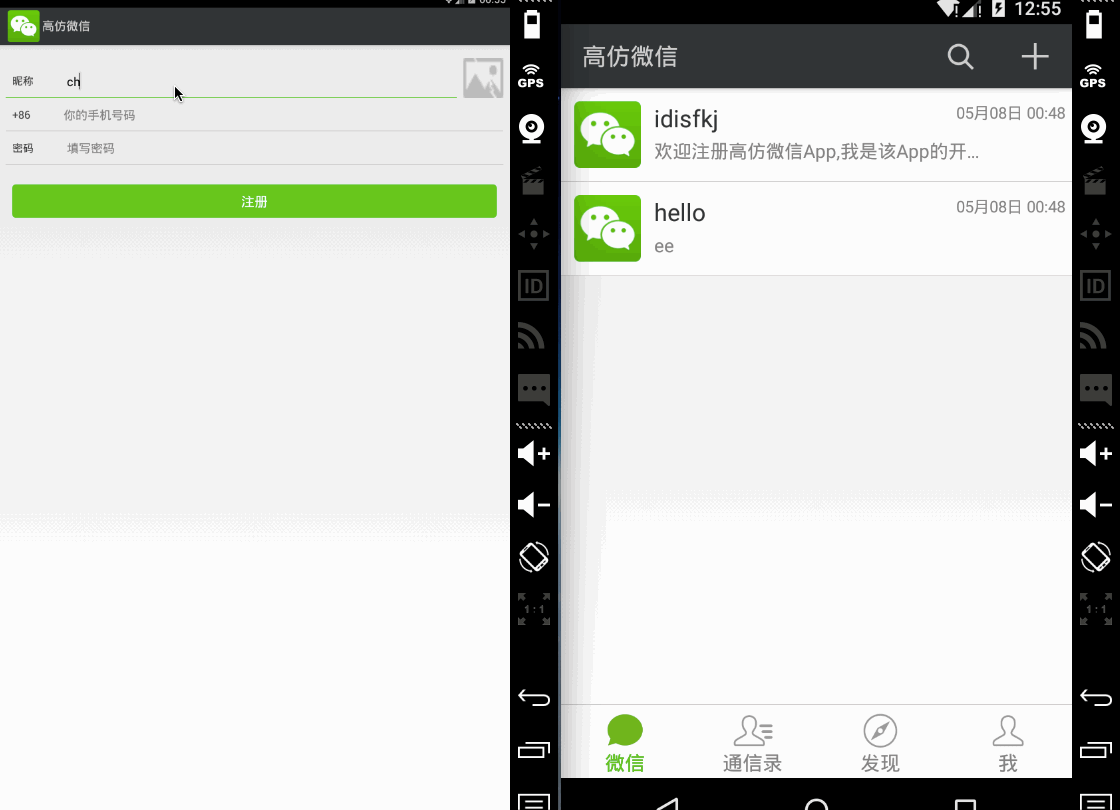 高仿微信
昵称 ch
+86 你的手机号码
密码 填写密码
注册
GPS
ID
1:1
12:55
高仿微信
idisfkj 05月08日 00:48
欢迎注册高仿微信App,我是该App的开...
hello 05月08日 00:48
ee
微信 通信录 发现 我
GPS
ID
1:1